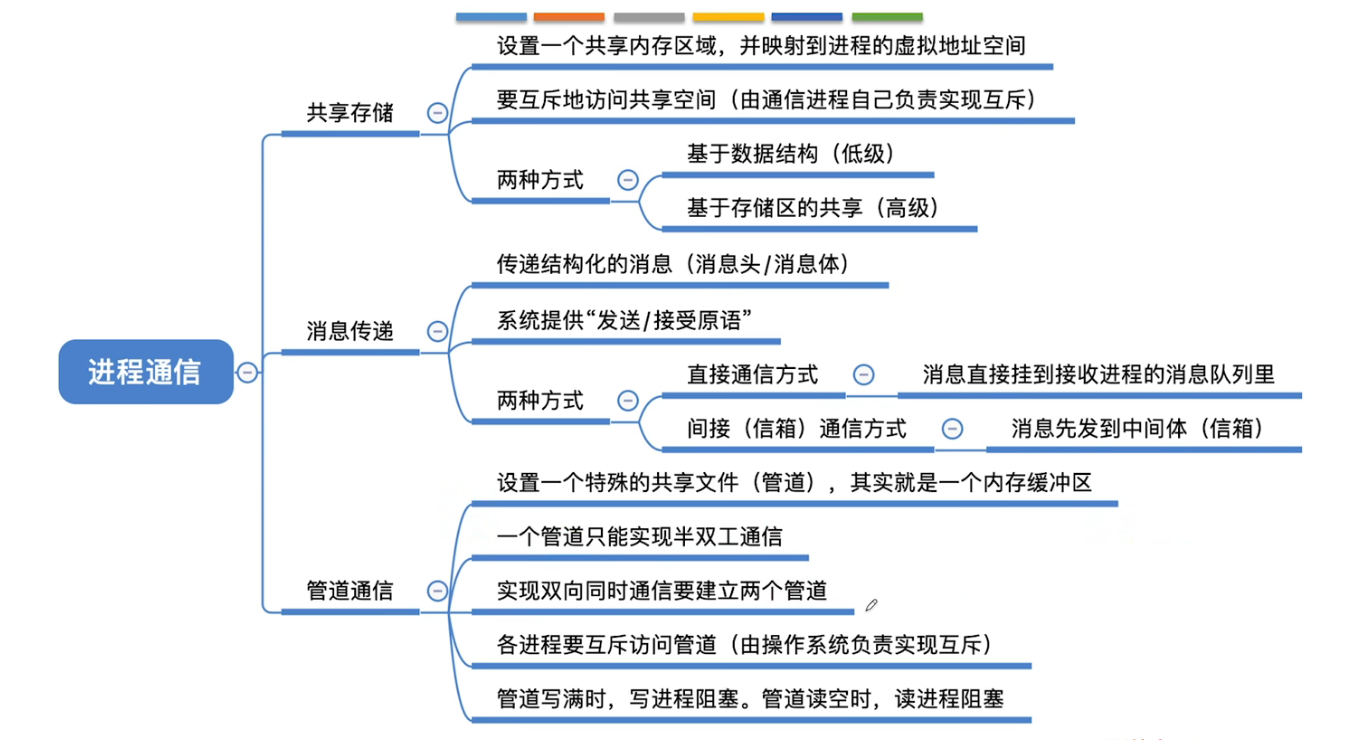 设置一个共享内存区域，并映射到进程的虚拟地址空间
要互斥地访问共享空间（由通信进程自己负责实现互斥）
共享存储
基于数据结构（低级）
两种方式
基于存储区的共享（高级）
传递结构化的消息（消息头/消息体）
系统提供“发送/接受原语”
消息传递
直接通信方式
消息直接挂到接收进程的消息队列里
两种方式
间接（信箱）通信方式
消息先发到中间体（信箱）
进程通信
设置一个特殊的共享文件（管道），其实就是一个内存缓冲区
一个管道只能实现半双工通信
管道通信
实现双向同时通信要建立两个管道
各进程要互斥访问管道（由操作系统负责实现互斥）
管道写满时，写进程阻塞。管道读空时，读进程阻塞